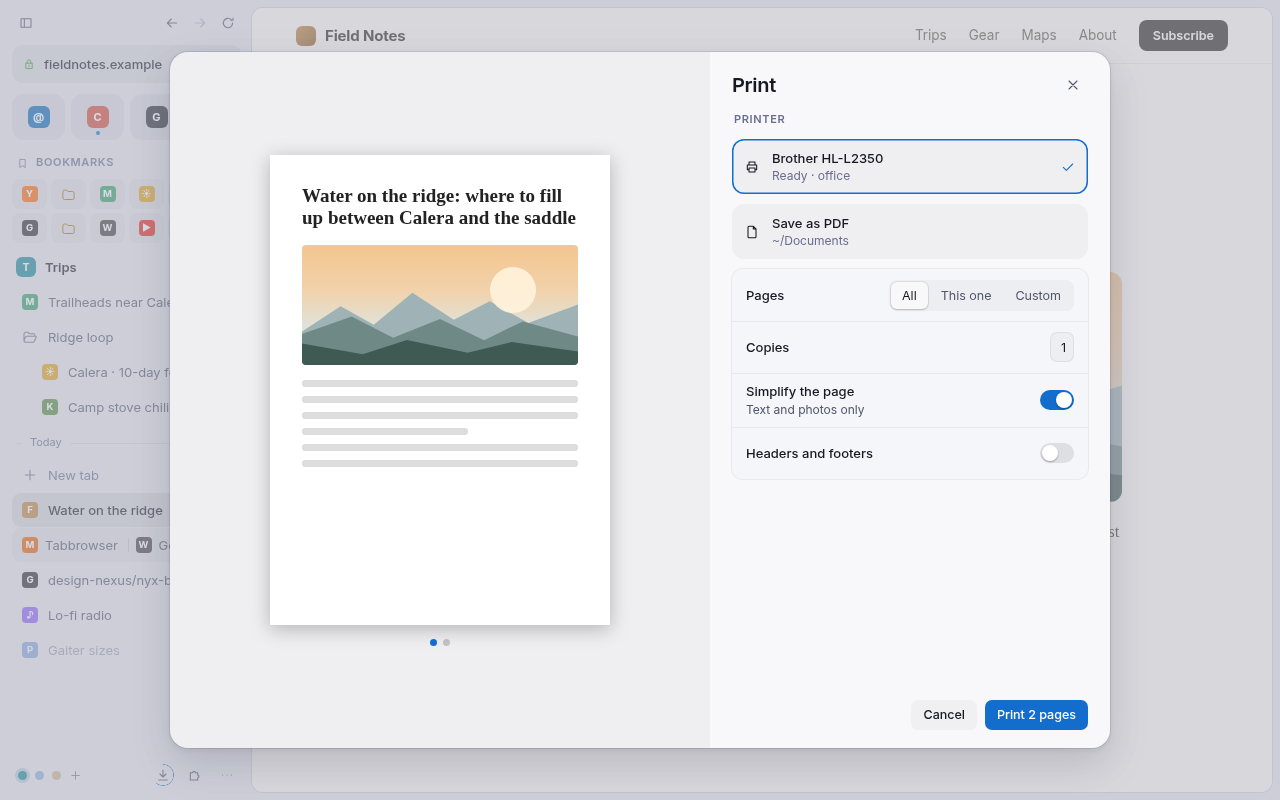 fieldnotes.example
@ C G
BOOKMARKS
Y M
G W
T Trips
M Trailheads near Cale
Ridge loop
Calera · 10-day f
K Camp stove chili
Today
New tab
F Water on the ridge
M Tabbrowser W G
G design-nexus/nyx-b
Lo-fi radio
P Gaiter sizes
Field Notes
Trips Gear Maps About Subscribe
st
Water on the ridge: where to fill
up between Calera and the saddle
Print
PRINTER
Brother HL-L2350
Ready · office
Save as PDF
~/Documents
Pages All This one Custom
Copies 1
Simplify the page
Text and photos only
Headers and footers
Cancel Print 2 pages